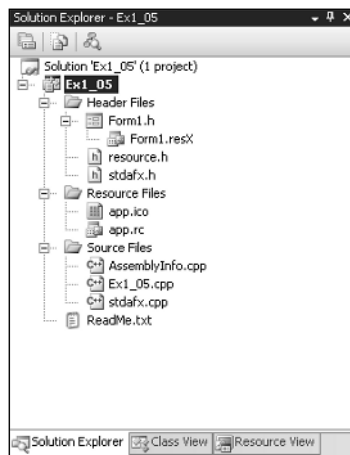 Solution Explorer - Ex1_05
Solution 'Ex1_05' (1 project)
Ex1_05
Header Files
Form1.h
Form1.resX
resource.h
stdafx.h
Resource Files
app.ico
app.rc
Source Files
AssemblyInfo.cpp
Ex1_05.cpp
stdafx.cpp
ReadMe.txt
Solution Explorer Class View Resource View